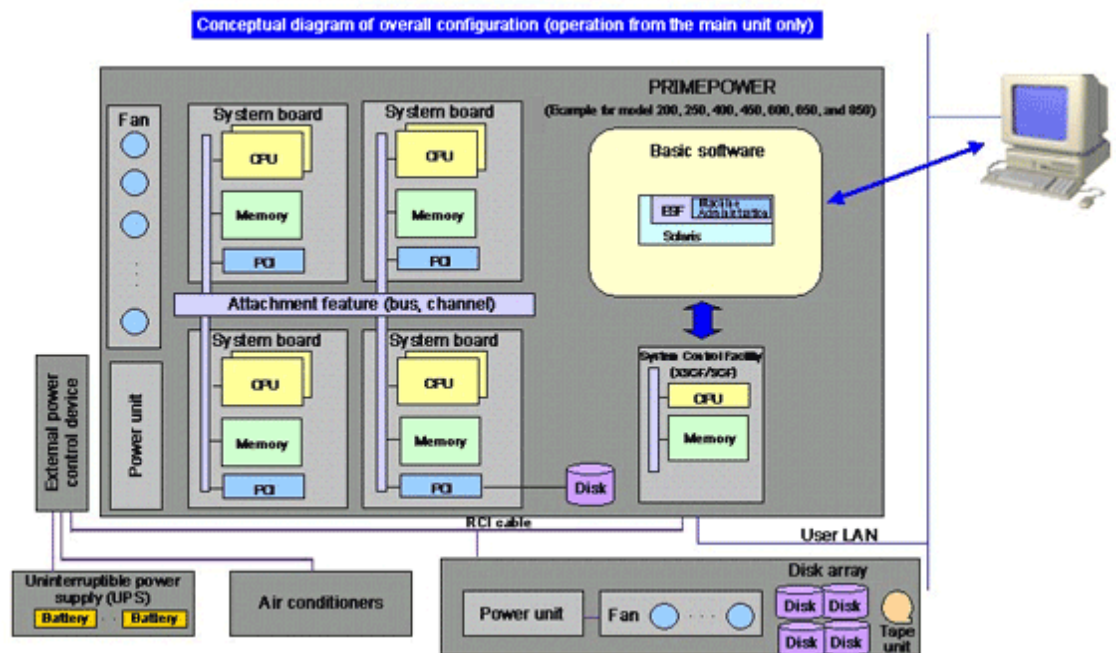 Conceptual diagram of overall configuration (operation from the main unit only)
PRIMEPOWER
(Example for model 200, 250, 400, 450, 600, 650, and 850)
Fan
System board
CPU
Memory
PCI
System board
CPU
Memory
PCI
Basic software
ESF
Machine
Administration
Solaris
Attachment feature (bus, channel)
System board
CPU
Memory
PCI
System board
CPU
Memory
PCI
Disk
System Control Facility
(XSCF/SCF)
CPU
Memory
External power
control device
Power unit
RCI cable
User LAN
Uninterruptible power
supply (UPS)
Battery
Battery
Air conditioners
Power unit
Fan
Disk array
Disk
Disk
Disk
Disk
Tape
unit